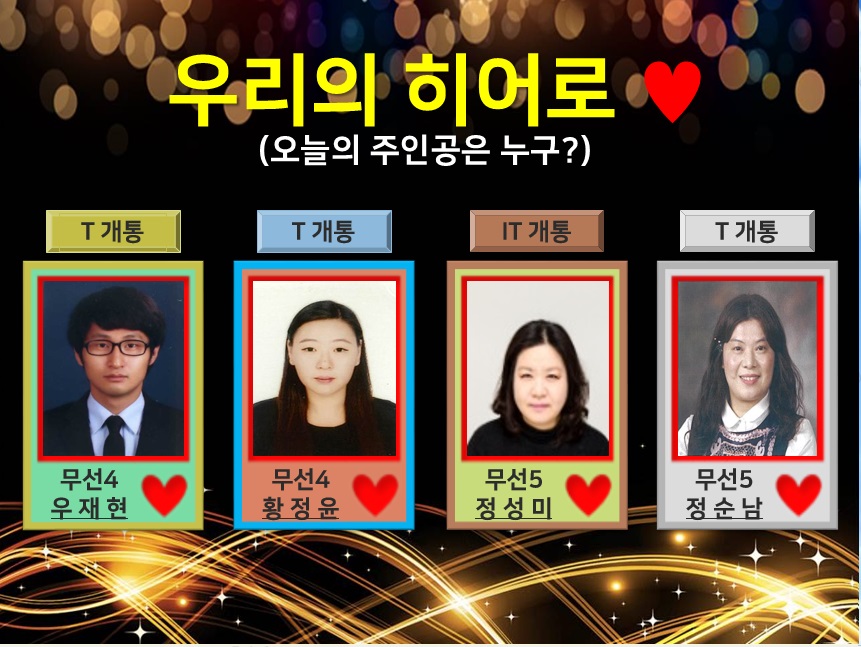 우리의 히어로
(오늘의 주인공은 누구?)
T 개통
T 개통
IT 개통
T 개통
무선4
우 재 현
무선4
황 정 윤
무선5
정 성 미
무선5
정 순 남